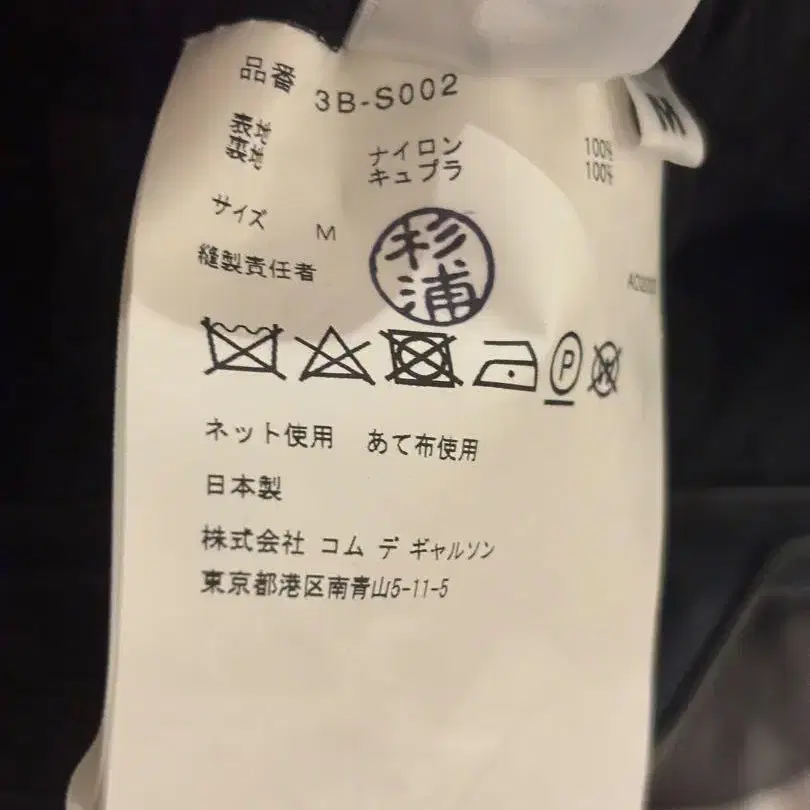 品番 3B-S002
M
表地 ナイロン 100%
裏地 キュプラ 100%
サイズ M
縫製責任者 杉浦
P
ネット使用 あて布使用
日本製
株式会社 コム デ ギャルソン
東京都港区南青山5-11-5